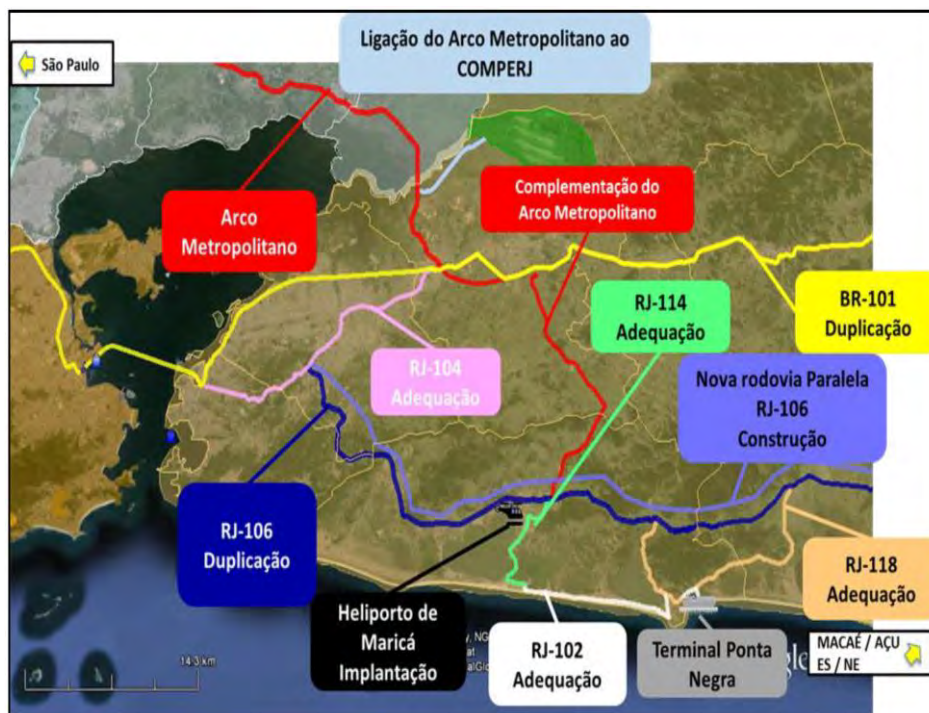 Ligação do Arco Metropolitano ao
COMPERJ
São Paulo
Arco
Metropolitano
Complementação do
Arco Metropolitano
RJ-114
Adequação
BR-101
Duplicação
RJ-104
Adequação
Nova rodovia Paralela
RJ-106
Construção
RJ-106
Duplicação
RJ-118
Adequação
Heliporto de
Maricá
Implantação
RJ-102
Adequação
Terminal Ponta
Negra
MACAÉ / AÇU
ES / NE
14.3 km